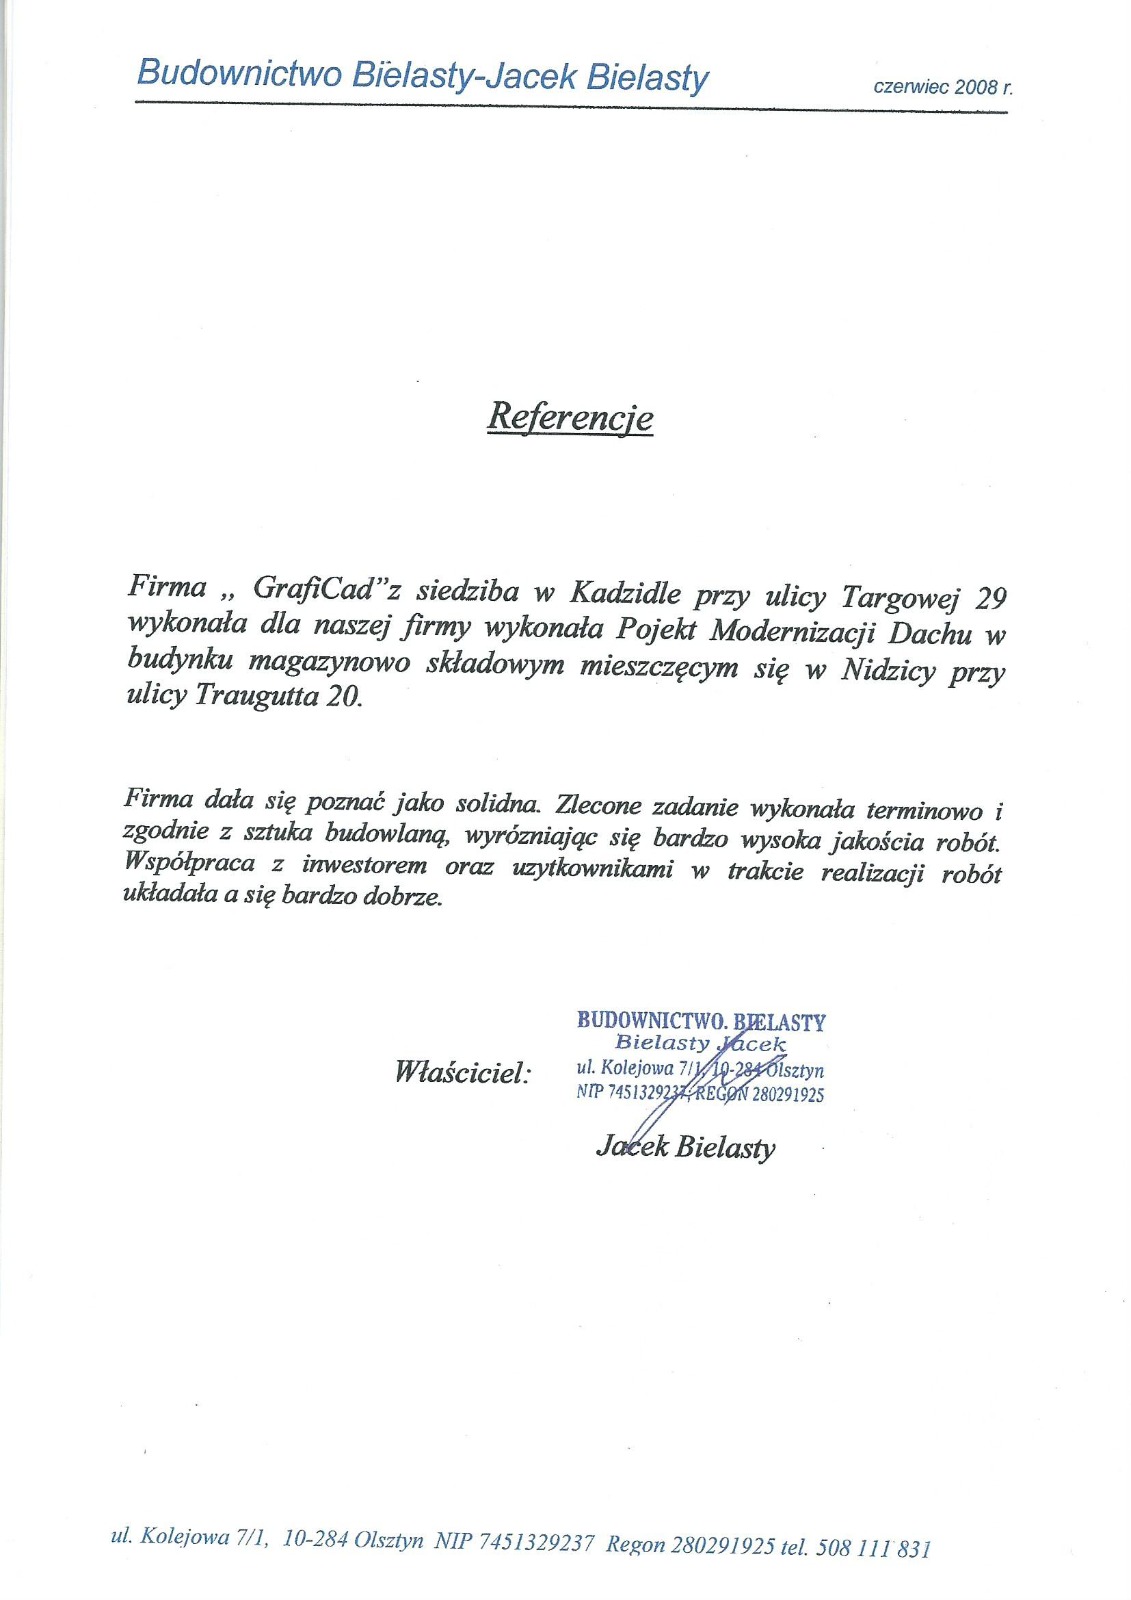 Budownictwo Bielasty-Jacek Bielasty czerwiec 2008 r.
Referencje
Firma „ GrafiCad”z siedziba w Kadzidle przy ulicy Targowej 29
wykonała dla naszej firmy wykonała Pojekt Modernizacji Dachu w
budynku magazynowo składowym mieszczęcym się w Nidzicy przy
ulicy Traugutta 20.
Firma dała się poznać jako solidna. Zlecone zadanie wykonała terminowo i
zgodnie z sztuka budowlaną, wyrózniając się bardzo wysoka jakościa robót.
Współpraca z inwestorem oraz uzytkownikami w trakcie realizacji robót
układała a się bardzo dobrze.
BUDOWNICTWO. BIELASTY
Bielasty Jacek
Właściciel: ul. Kolejowa 7/1, 10-284 Olsztyn
NIP 7451329237; REGON 280291925
Jacek Bielasty
ul. Kolejowa 7/1, 10-284 Olsztyn NIP 7451329237 Regon 280291925 tel. 508 111 831